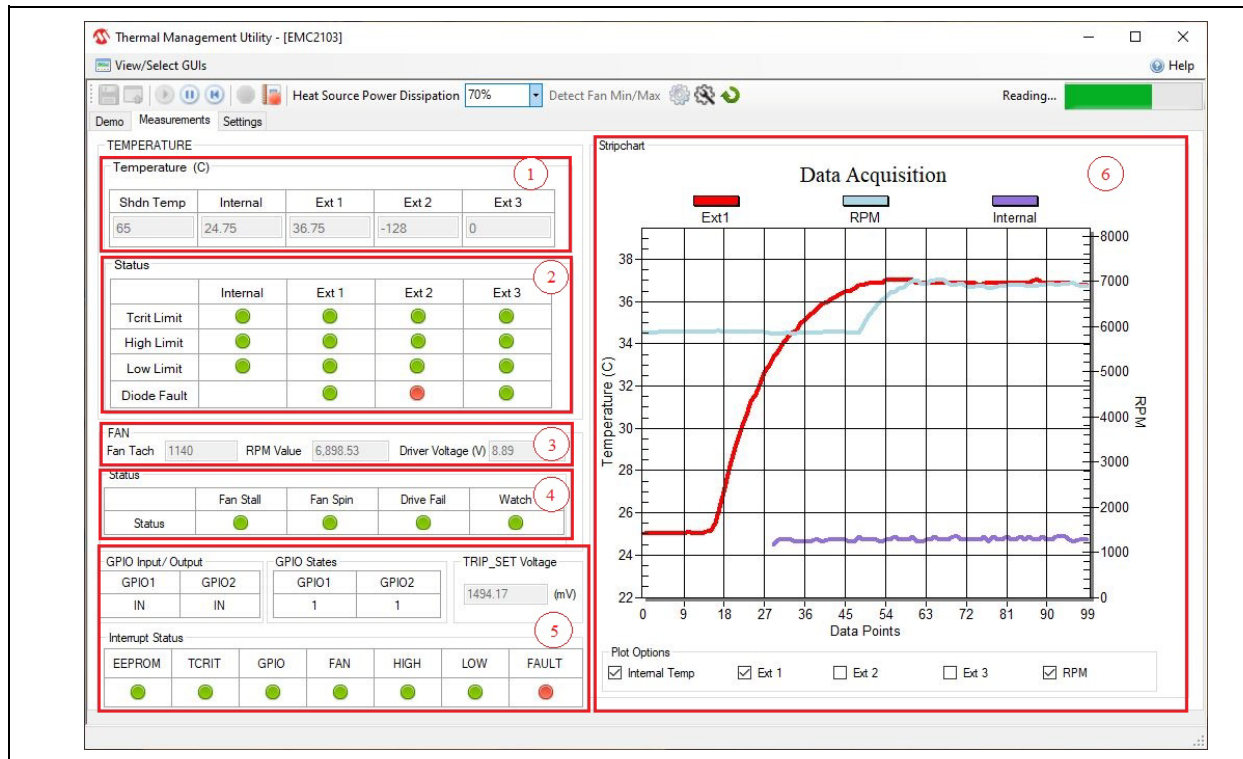 Thermal Management Utility - [EMC2103]
View/Select GUIs
Help
Heat Source Power Dissipation 70% Detect Fan Min/Max Reading...
Demo Measurements Settings
TEMPERATURE
Temperature (C)
1
Shdn Temp Internal Ext 1 Ext 2 Ext 3
65 24.75 36.75 -128 0
Status
2
Internal Ext 1 Ext 2 Ext 3
Tcrit Limit
High Limit
Low Limit
Diode Fault
FAN
Fan Tach 1140 RPM Value 6,898.53 Driver Voltage (V) 8.89
3
Status
4
Fan Stall Fan Spin Drive Fail Watch
Status
GPIO Input/Output GPIO States TRIP_SET Voltage
GPIO1 GPIO2 GPIO1 GPIO2
IN IN 1 1
1494.17 (mV)
5
Interrupt Status
EEPROM TCRIT GPIO FAN HIGH LOW FAULT
Stripchart
Data Acquisition
6
Ext1 RPM Internal
Temperature (C)
38
36
34
32
30
28
26
24
22
8000
7000
6000
5000
4000
3000
2000
1000
0
RPM
0 9 18 27 36 45 54 63 72 81 90 99
Data Points
Plot Options
Internal Temp Ext 1 Ext 2 Ext 3 RPM